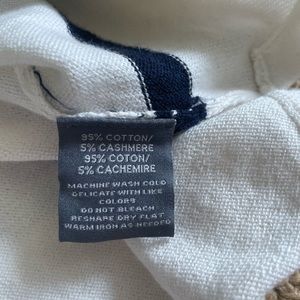 95% COTTON/
5% CASHMERE
95% COTON/
5% CACHEMIRE
MACHINE WASH COLD
DELICATE WITH LIKE
COLORS
DO NOT BLEACH
RESHAPE DRY FLAT
WARM IRON AS NEEDED